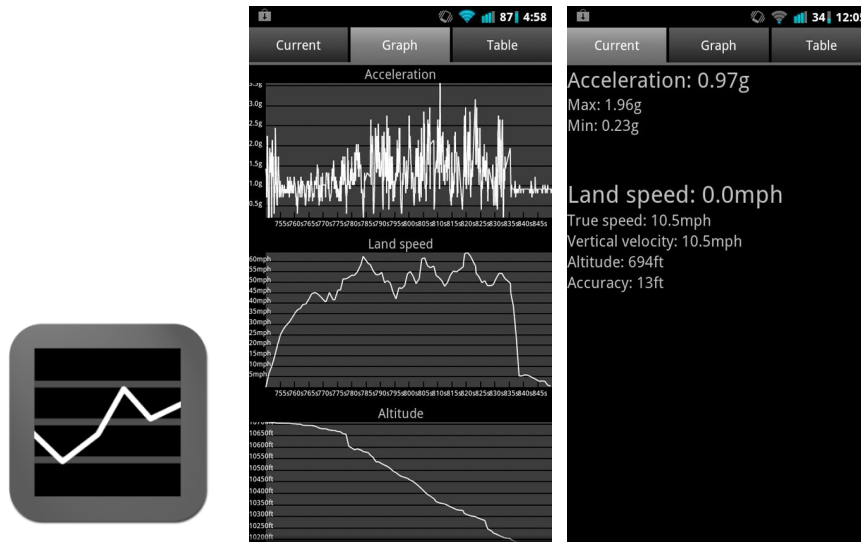 87 4:58
Current Graph Table
Acceleration
3.0g
2.5g
2.0g
1.5g
1.0g
0.5g
755s760s765s770s775s780s785s790s795s800s805s810s815s820s825s830s835s840s845s
Land speed
60mph
55mph
50mph
45mph
40mph
35mph
30mph
25mph
20mph
15mph
10mph
5mph
755s760s765s770s775s780s785s790s795s800s805s810s815s820s825s830s835s840s845s
Altitude
10650ft
10600ft
10550ft
10500ft
10450ft
10400ft
10350ft
10300ft
10250ft
10200ft
34 12:05
Current Graph Table
Acceleration: 0.97g
Max: 1.96g
Min: 0.23g
Land speed: 0.0mph
True speed: 10.5mph
Vertical velocity: 10.5mph
Altitude: 694ft
Accuracy: 13ft